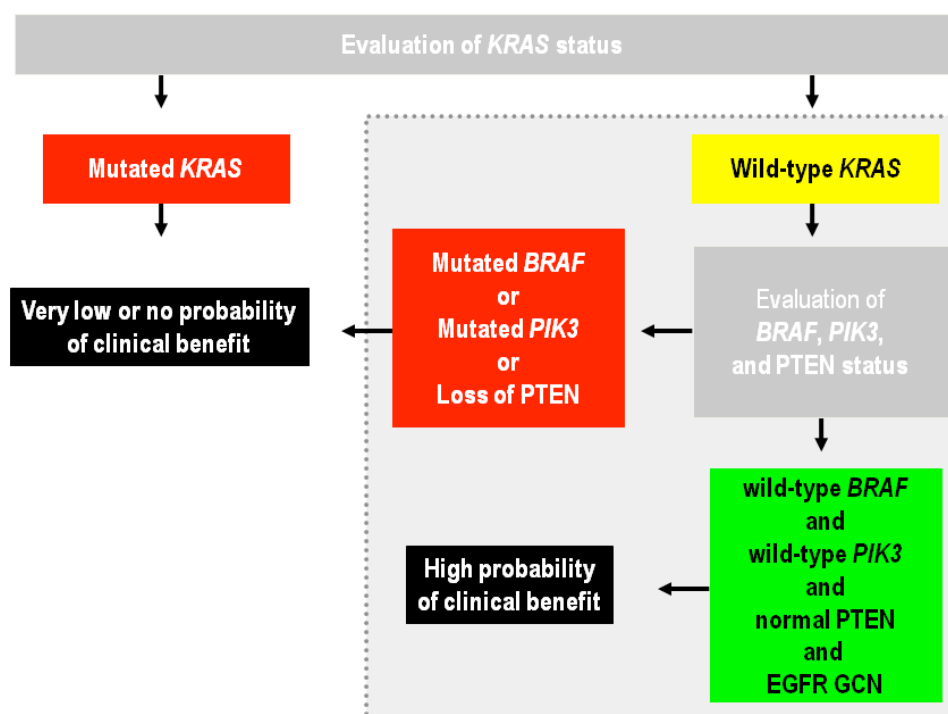 Evaluation of KRAS status
Mutated KRAS
Wild-type KRAS
Very low or no probability
of clinical benefit
Mutated BRAF
or
Mutated PIK3
or
Loss of PTEN
Evaluation of
BRAF, PIK3,
and PTEN status
High probability
of clinical benefit
wild-type BRAF
and
wild-type PIK3
and
normal PTEN
and
EGFR GCN